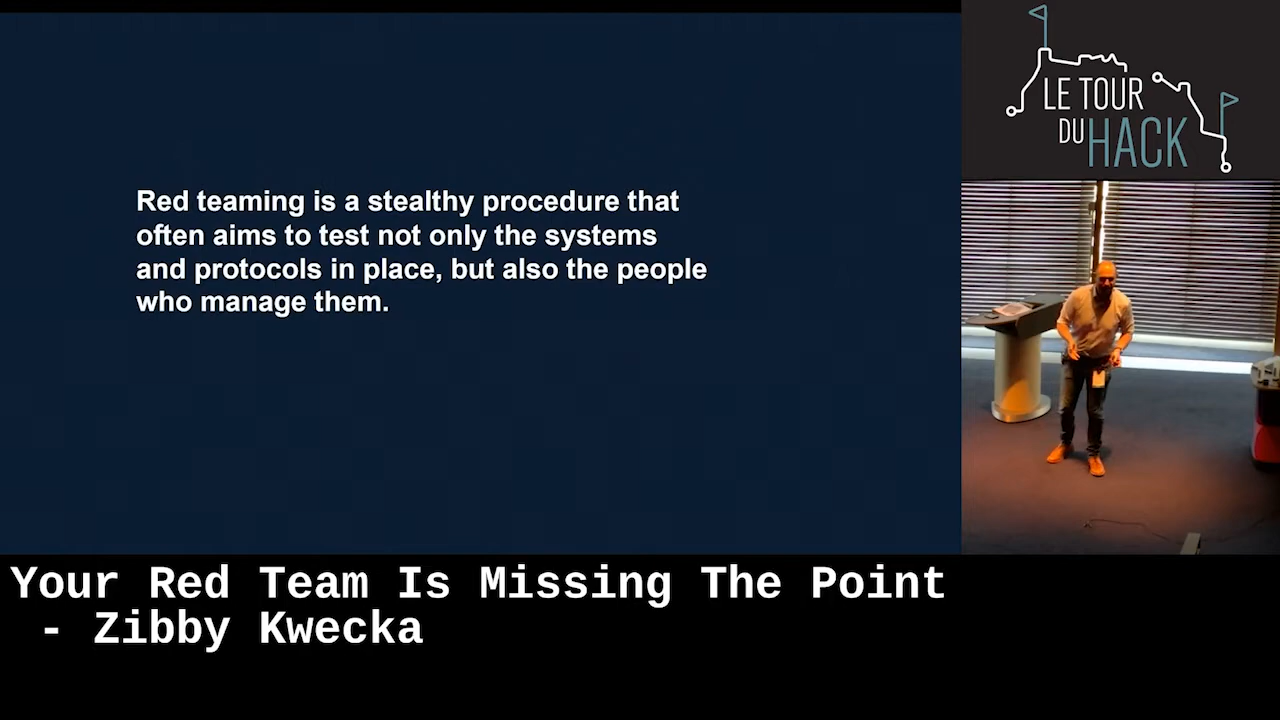 Red teaming is a stealthy procedure that
often aims to test not only the systems
and protocols in place, but also the people
who manage them.
LE TOUR
DU HACK
Your Red Team Is Missing The Point
- Zibby Kwecka